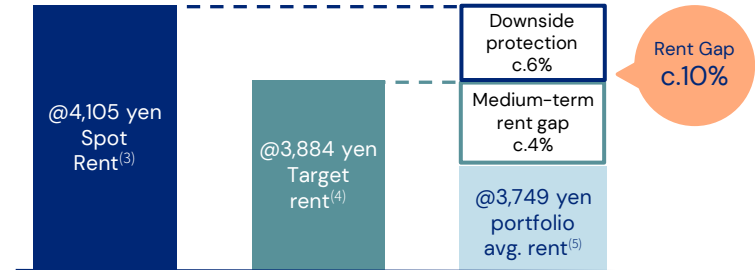 @4,105 yen
Spot
Rent(3)
@3,884 yen
Target
rent(4)
Downside
protection
c.6%
Medium-term
rent gap
c.4%
@3,749 yen
portfolio
avg. rent(5)
Rent Gap
c.10%